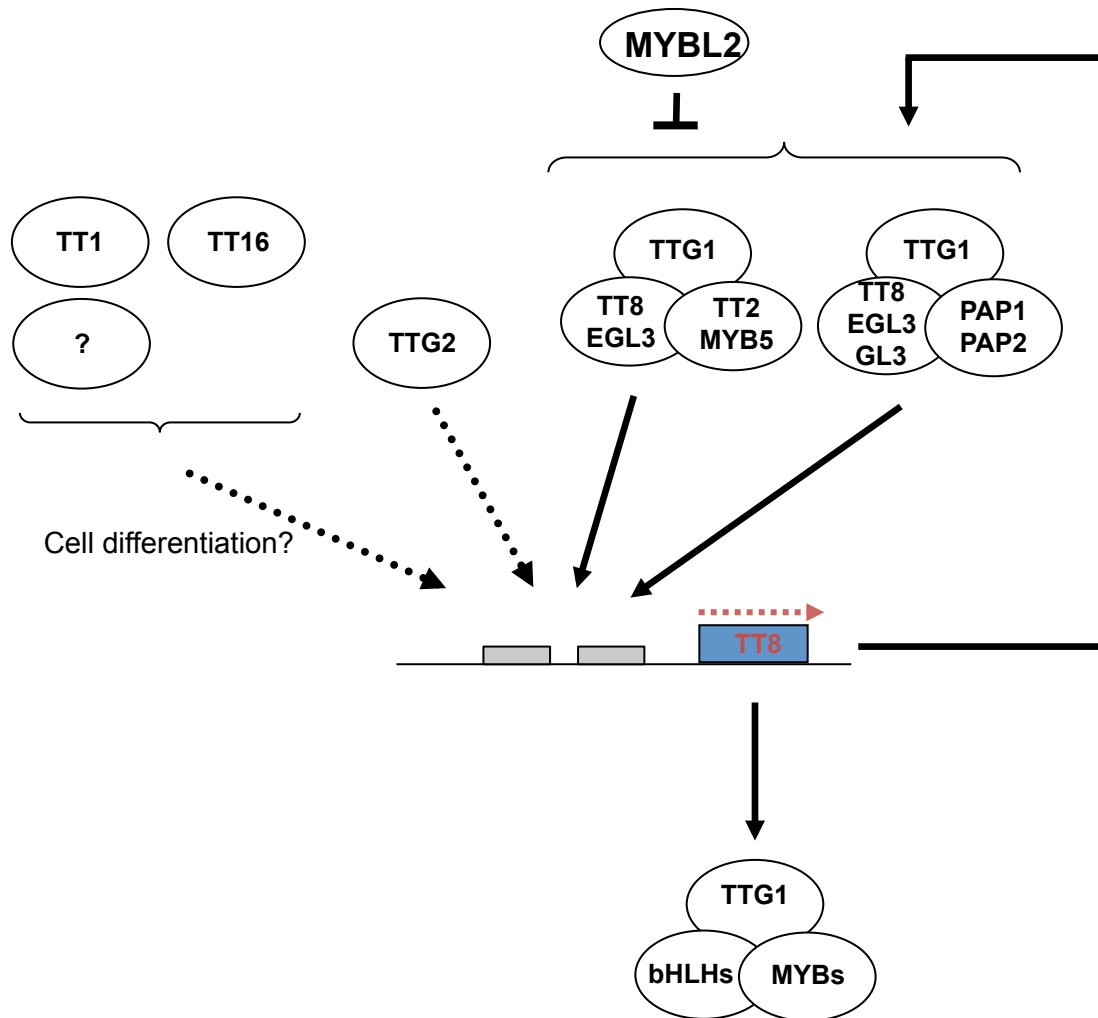 MYBL2
TT1
TT16
?
TTG2
TTG1
TT8
EGL3
TT2
MYB5
TTG1
TT8
EGL3
GL3
PAP1
PAP2
Cell differentiation?
TT8
TTG1
bHLHs
MYBs